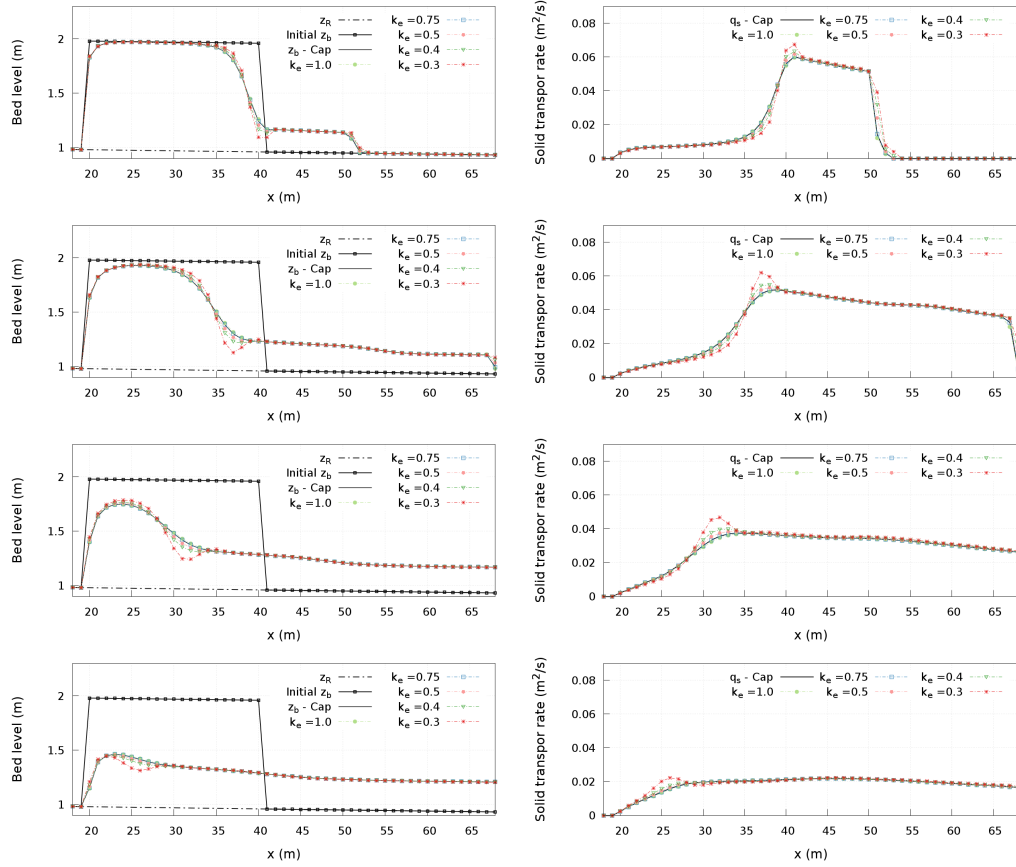 Bed level (m)
2
1.5
1
20 25 30 35 40 45 50 55 60 65
x (m)
z_R
Initial z_b
z_b - Cap
k_e =1.0
k_e =0.75
k_e =0.5
k_e =0.4
k_e =0.3
Solid transpor rate (m²/s)
0.08
0.06
0.04
0.02
0
20 25 30 35 40 45 50 55 60 65
x (m)
q_s - Cap k_e =0.75 k_e =0.4
k_e =1.0 k_e =0.5 k_e =0.3
Bed level (m)
2
1.5
1
20 25 30 35 40 45 50 55 60 65
x (m)
z_R
Initial z_b
z_b - Cap
k_e =1.0
k_e =0.75
k_e =0.5
k_e =0.4
k_e =0.3
Solid transpor rate (m²/s)
0.08
0.06
0.04
0.02
0
20 25 30 35 40 45 50 55 60 65
x (m)
q_s - Cap k_e =0.75 k_e =0.4
k_e =1.0 k_e =0.5 k_e =0.3
Bed level (m)
2
1.5
1
20 25 30 35 40 45 50 55 60 65
x (m)
z_R
Initial z_b
z_b - Cap
k_e =1.0
k_e =0.75
k_e =0.5
k_e =0.4
k_e =0.3
Solid transpor rate (m²/s)
0.08
0.06
0.04
0.02
0
20 25 30 35 40 45 50 55 60 65
x (m)
q_s - Cap k_e =0.75 k_e =0.4
k_e =1.0 k_e =0.5 k_e =0.3
Bed level (m)
2
1.5
1
20 25 30 35 40 45 50 55 60 65
x (m)
z_R
Initial z_b
z_b - Cap
k_e =1.0
k_e =0.75
k_e =0.5
k_e =0.4
k_e =0.3
Solid transpor rate (m²/s)
0.08
0.06
0.04
0.02
0
20 25 30 35 40 45 50 55 60 65
x (m)
q_s - Cap k_e =0.75 k_e =0.4
k_e =1.0 k_e =0.5 k_e =0.3